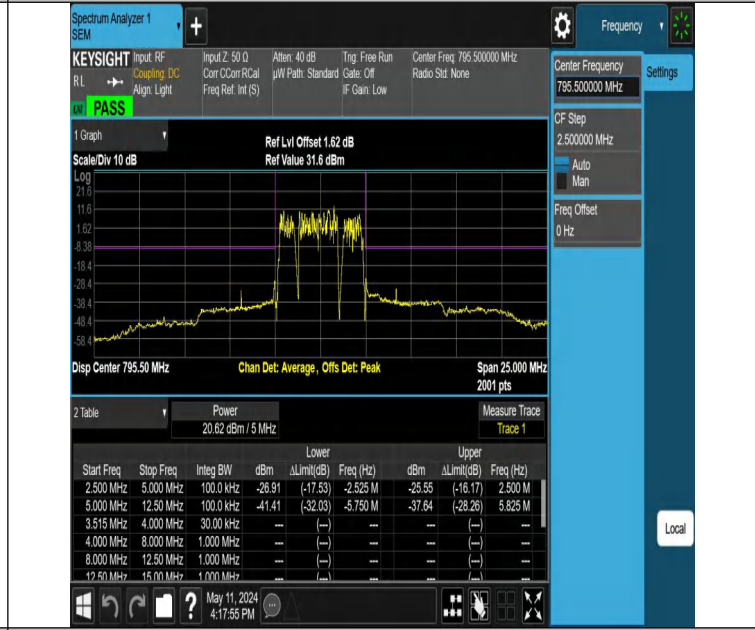 Spectrum Analyzer 1
SEM
+
Frequency
KEYSIGHT
RL
LXI PASS
Input: RF
Coupling: DC
Align: Light
Input Z: 50 Ω
Corr CCorr RCal
Freq Ref: Int (S)
Atten: 40 dB
µW Path: Standard
Trig: Free Run
Gate: Off
IF Gain: Low
Center Freq: 795.500000 MHz
Radio Std: None
Center Frequency
795.500000 MHz
Settings
CF Step
2.500000 MHz
Auto
Man
Freq Offset
0 Hz
Local
1 Graph
Scale/Div 10 dB
Ref Lvl Offset 1.62 dB
Ref Value 31.6 dBm
Log
21.6
11.6
1.62
-8.38
-18.4
-28.4
-38.4
-48.4
-58.4
Disp Center 795.50 MHz
Chan Det: Average, Offs Det: Peak
Span 25.000 MHz
2001 pts
2 Table
Power
20.62 dBm / 5 MHz
Measure Trace
Trace 1
Lower Upper
Start Freq Stop Freq Integ BW dBm ΔLimit(dB) Freq (Hz) dBm ΔLimit(dB) Freq (Hz)
2.500 MHz 5.000 MHz 100.0 kHz -26.91 (-17.53) -2.525 M -25.55 (-16.17) 2.500 M
5.000 MHz 12.50 MHz 100.0 kHz -41.41 (-32.03) -5.750 M -37.64 (-28.26) 5.825 M
3.515 MHz 4.000 MHz 30.00 kHz --- (---) --- --- (---) ---
4.000 MHz 8.000 MHz 1.000 MHz --- (---) --- --- (---) ---
8.000 MHz 12.50 MHz 1.000 MHz --- (---) --- --- (---) ---
12.50 MHz 15.00 MHz 1.000 MHz --- (---) --- --- (---) ---
?
May 11, 2024
4:17:55 PM